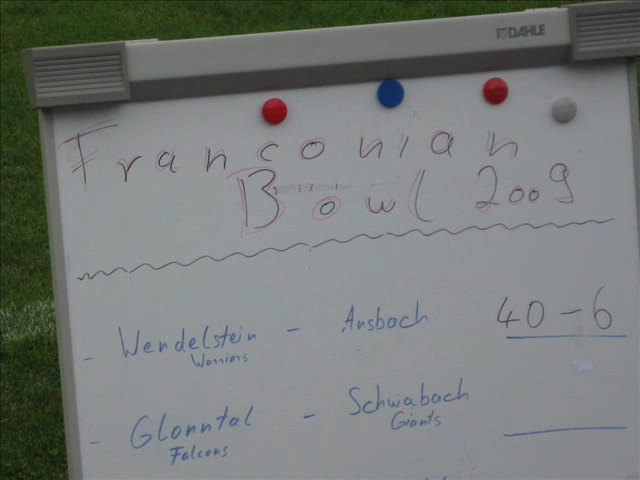 DAHLE
Franconian
Bowl 2009
- Wendelstein - Ansbach 40-6
Warriors
- Glonntal - Schwabach
Falcons Giants